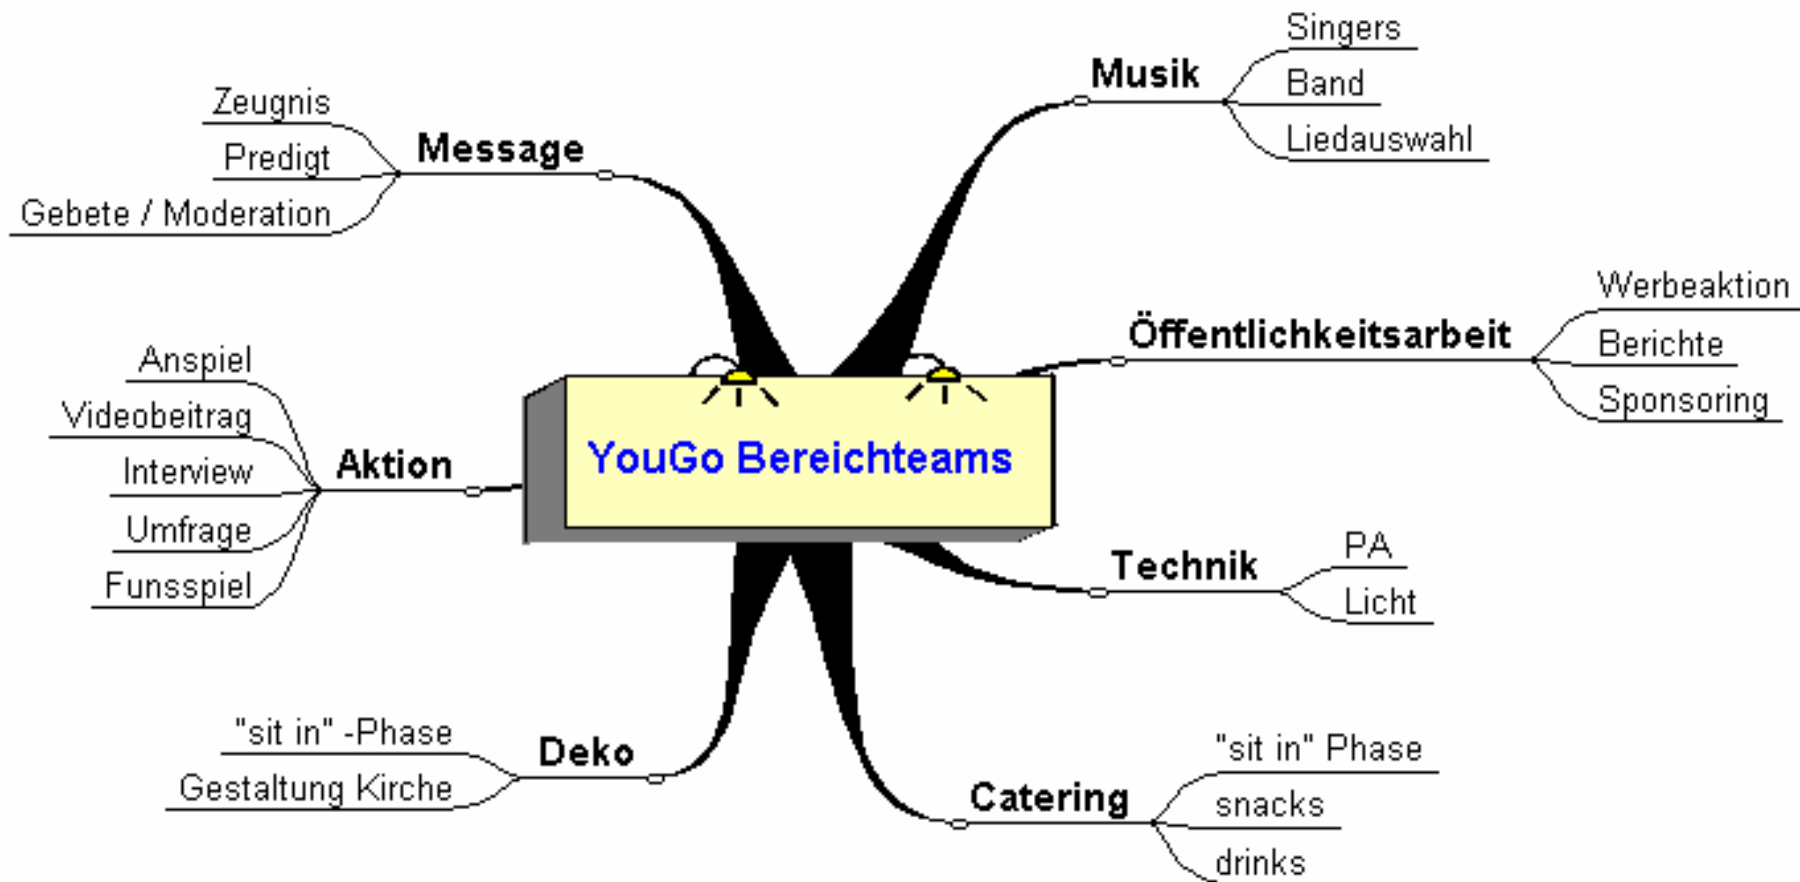 YouGo Bereichteams
Message
Zeugnis
Predigt
Gebete / Moderation
Aktion
Anspiel
Videobeitrag
Interview
Umfrage
Funsspiel
Deko
"sit in" -Phase
Gestaltung Kirche
Musik
Singers
Band
Liedauswahl
Öffentlichkeitsarbeit
Werbeaktion
Berichte
Sponsoring
Technik
PA
Licht
Catering
"sit in" Phase
snacks
drinks